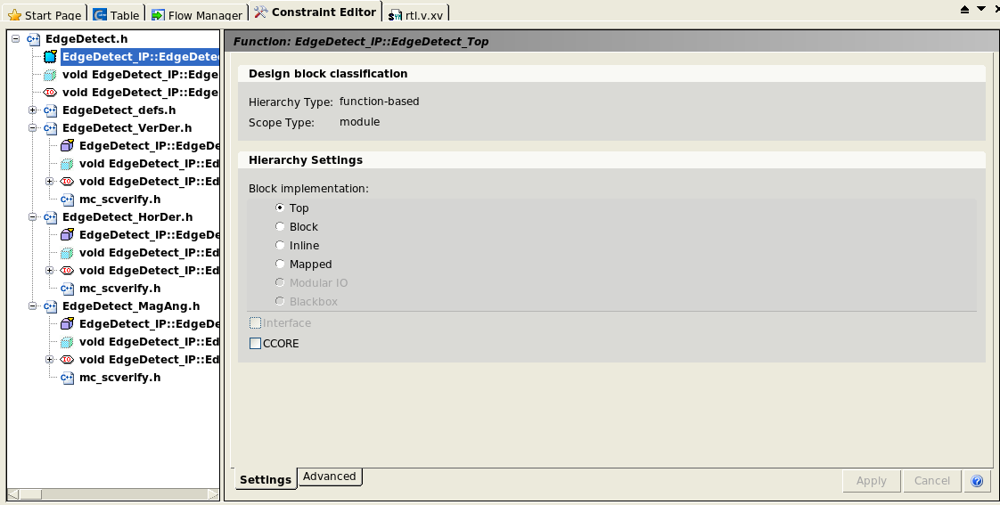 Start Page
Table
Flow Manager
Constraint Editor
rtl.v.xv
EdgeDetect.h
EdgeDetect_IP::EdgeDete
void EdgeDetect_IP::Edge
void EdgeDetect_IP::Edge
EdgeDetect_defs.h
EdgeDetect_VerDer.h
EdgeDetect_IP::EdgeDe
void EdgeDetect_IP::Ed
void EdgeDetect_IP::Ed
mc_scverify.h
EdgeDetect_HorDer.h
EdgeDetect_IP::EdgeDe
void EdgeDetect_IP::Ed
void EdgeDetect_IP::Ed
mc_scverify.h
EdgeDetect_MagAng.h
EdgeDetect_IP::EdgeDe
void EdgeDetect_IP::Ed
void EdgeDetect_IP::Ed
mc_scverify.h
Function: EdgeDetect_IP::EdgeDetect_Top
Design block classification
Hierarchy Type: function-based
Scope Type: module
Hierarchy Settings
Block implementation:
Top
Block
Inline
Mapped
Modular IO
Blackbox
Interface
CCORE
Settings
Advanced
Apply
Cancel